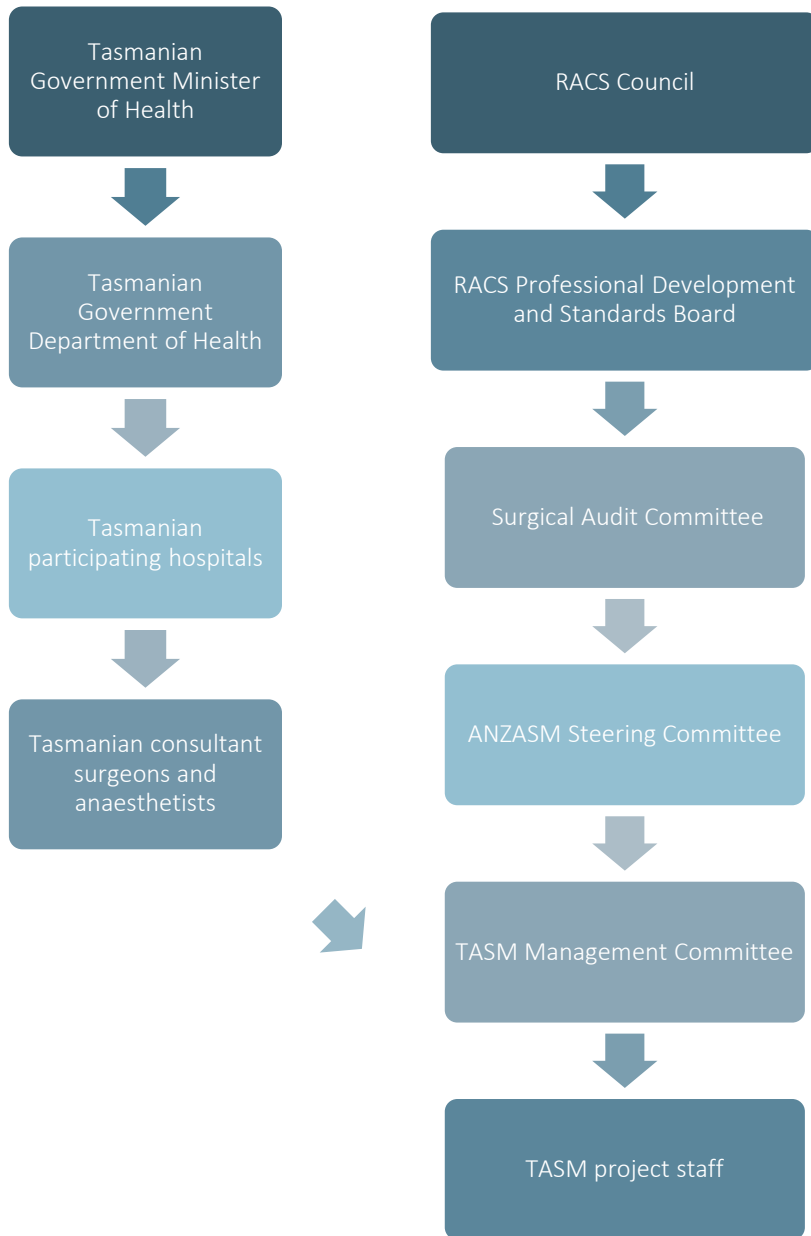 Tasmanian
Government Minister
of Health
Tasmanian
Government
Department of Health
Tasmanian
participating hospitals
Tasmanian consultant
surgeons and
anaesthetists
RACS Council
RACS Professional Development
and Standards Board
Surgical Audit Committee
ANZASM Steering Committee
TASM Management Committee
TASM project staff